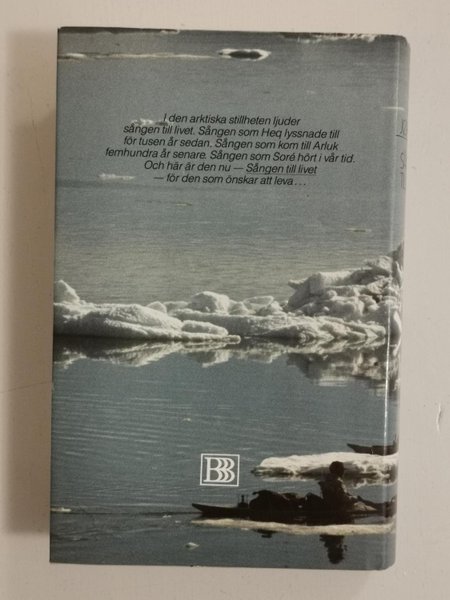 I den arktiska stillheten ljuder
sången till livet. Sången som Heq lyssnade till
för tusen år sedan. Sången som kom till Arluk
femhundra år senare. Sången som Soré hört i vår tid.
Och här är den nu — Sången till livet
— för den som önskar att leva...
BBB